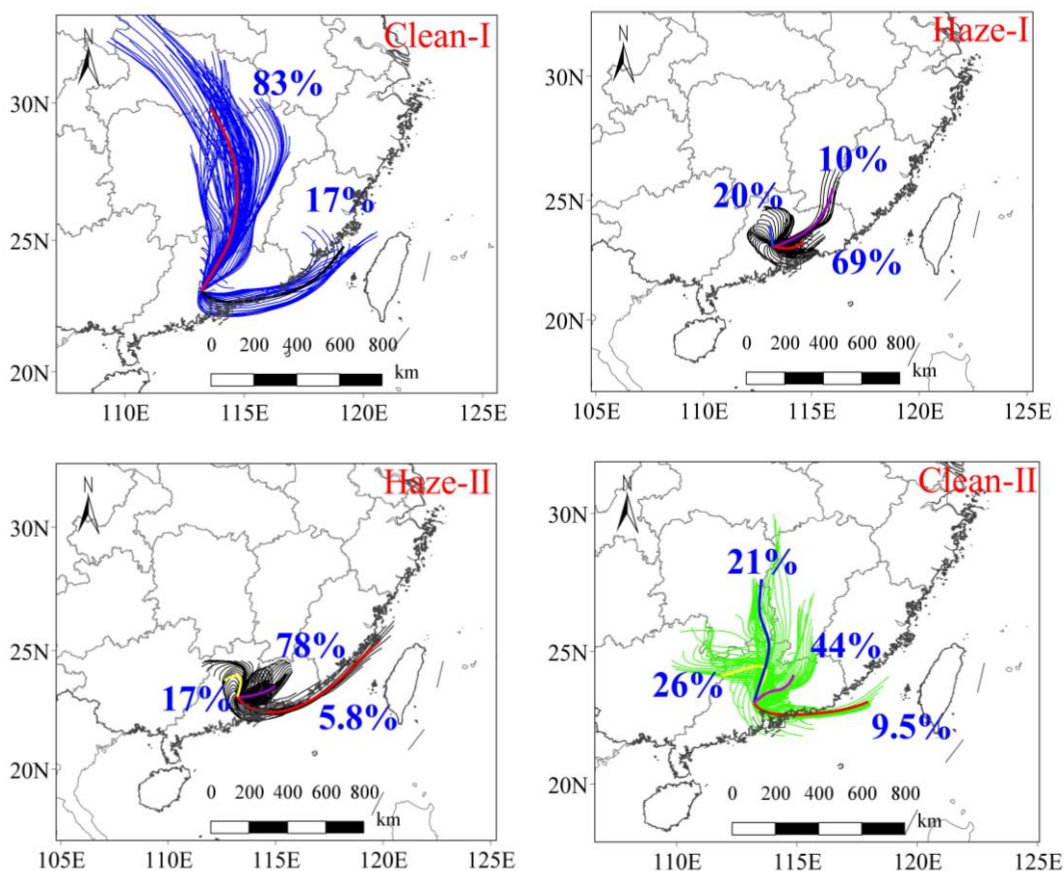 Clean-I
N
83%
30N
17%
25N
20N
0 200 400 600 800
km
110E 115E 120E 125E
Haze-I
N
30N
10%
20%
25N
69%
20N
0 200 400 600 800
km
105E 110E 115E 120E 125E
Haze-II
N
30N
78%
25N
17%
5.8%
20N
0 200 400 600 800
km
105E 110E 115E 120E 125E
Clean-II
N
30N
21%
44%
25N
26%
9.5%
20N
0 200 400 600 800
km
110E 115E 120E 125E